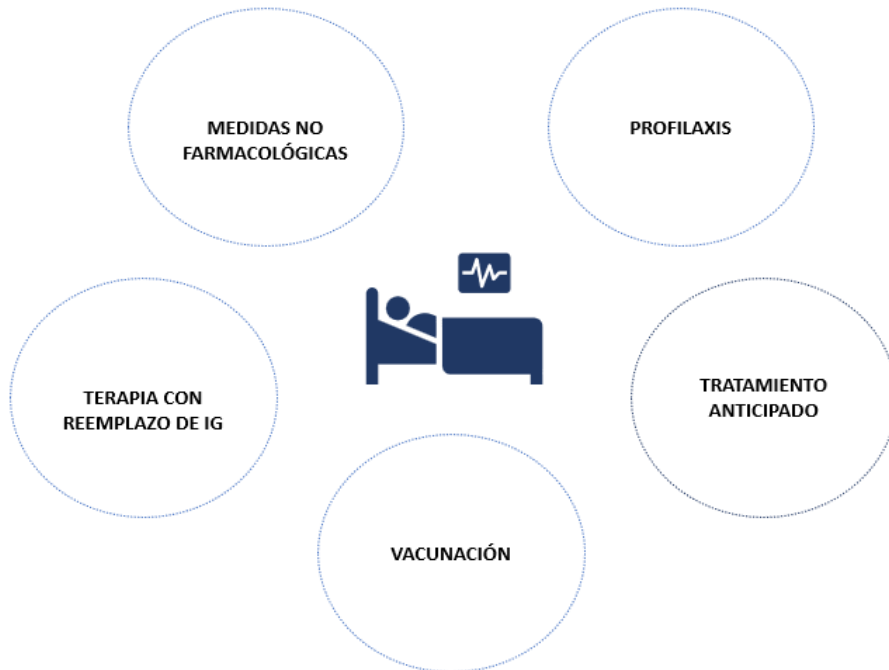 MEDIDAS NO
FARMACOLÓGICAS
PROFILAXIS
TERAPIA CON
REEMPLAZO DE IG
TRATAMIENTO
ANTICIPADO
VACUNACIÓN